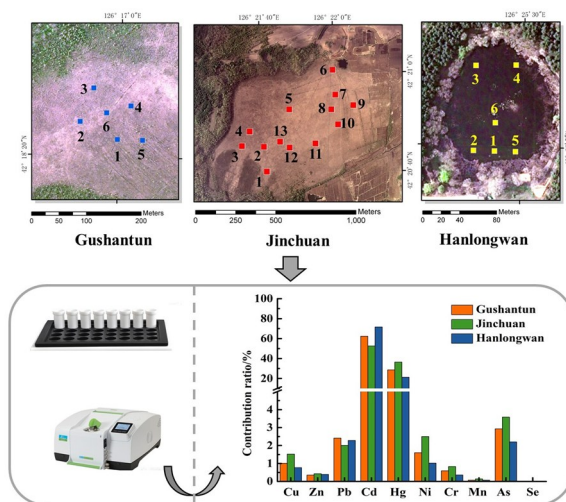 126° 17' 0"
126° 21' 40"
126° 22' 0"
126° 25' 30"
3
4
6
2
1
5
42° 18' 20"
6
7
5
8
9
10
4
13
3
2
12
11
1
42° 21' 0"
42° 20' 40"
3
4
6
2
1
5
Meters
0
100
200
Meters
0
250
500
1,000
Meters
0
20
40
80
Gushantun
Jinchuan
Hanlongwan
Contribution ratio/%
100
80
60
40
20
4
3
2
1
0
Gushantun
Jinchuan
Hanlongwan
Cu Zn Pb Cd Hg Ni Cr Mn As Se